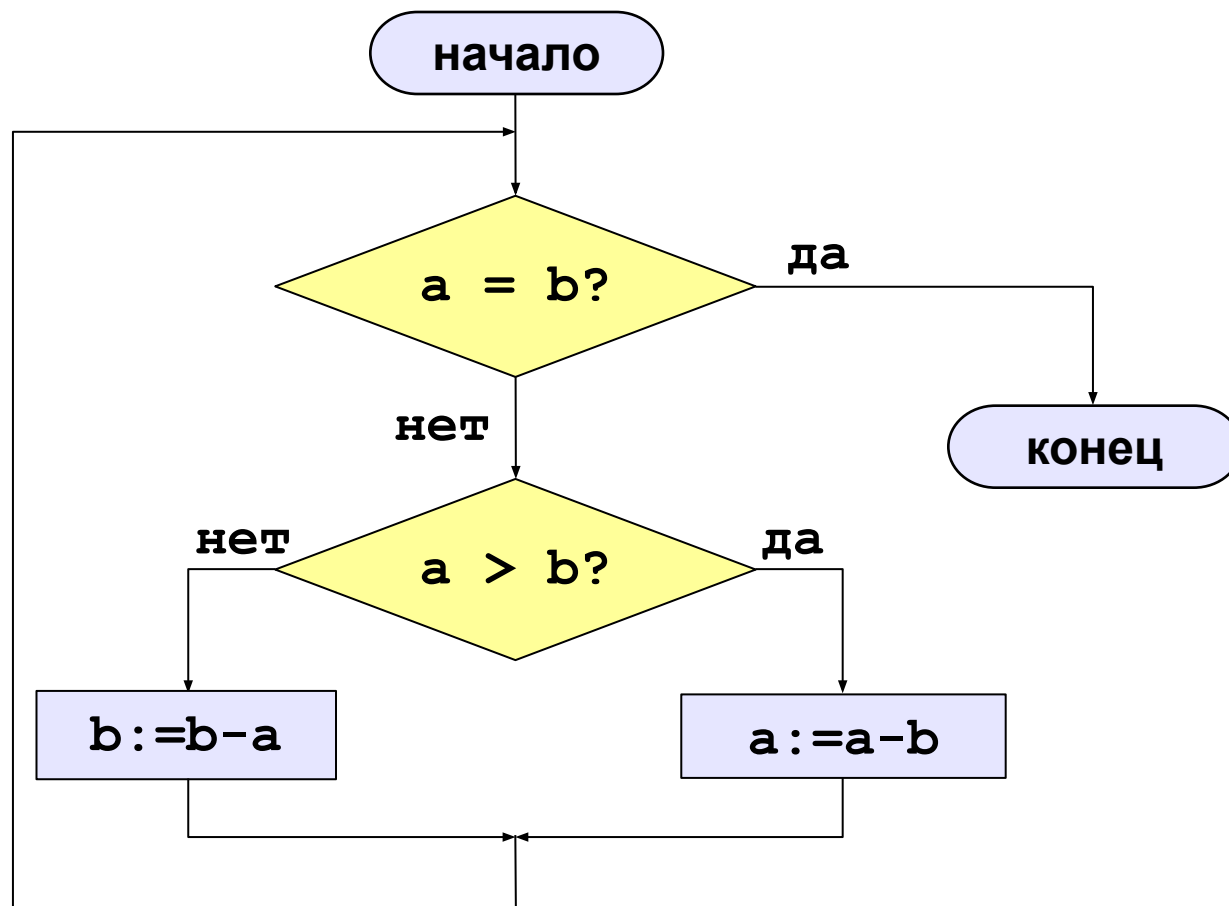 начало
a = b?
да
нет
конец
a > b?
нет
да
b:=b-a
a:=a-b